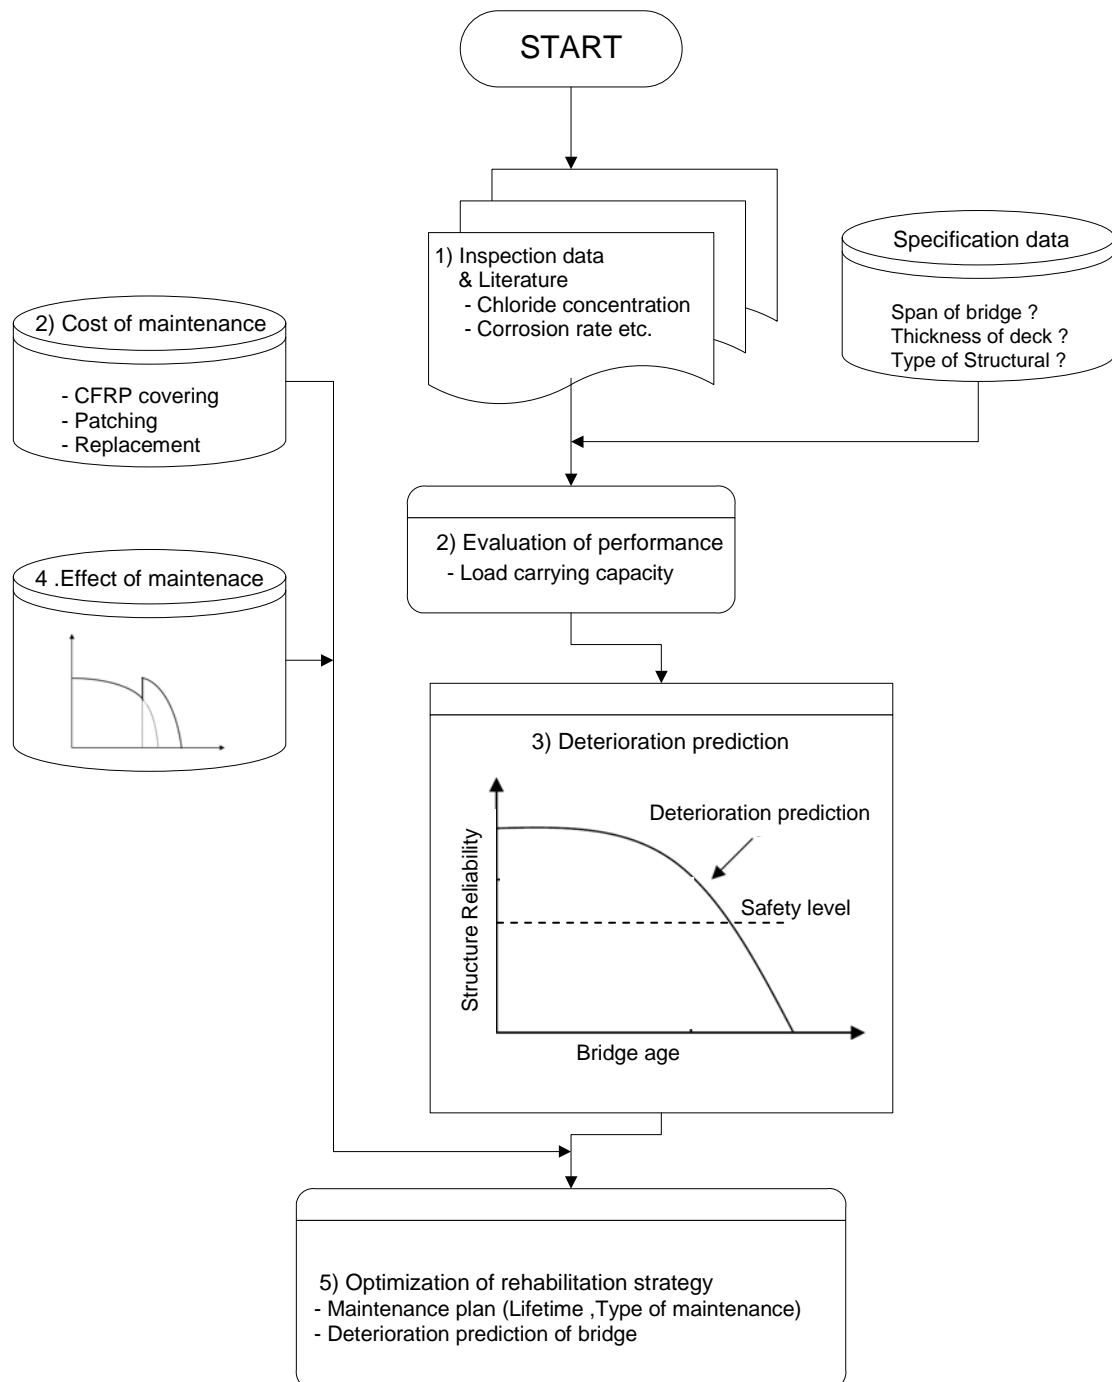 START
1) Inspection data
& Literature
- Chloride concentration
- Corrosion rate etc.
Specification data
Span of bridge ?
Thickness of deck ?
Type of Structural ?
2) Cost of maintenance
- CFRP covering
- Patching
- Replacement
2) Evaluation of performance
- Load carrying capacity
4 .Effect of maintenace
3) Deterioration prediction
Deterioration prediction
Safety level
Structure Reliability
Bridge age
5) Optimization of rehabilitation strategy
- Maintenance plan (Lifetime ,Type of maintenance)
- Deterioration prediction of bridge